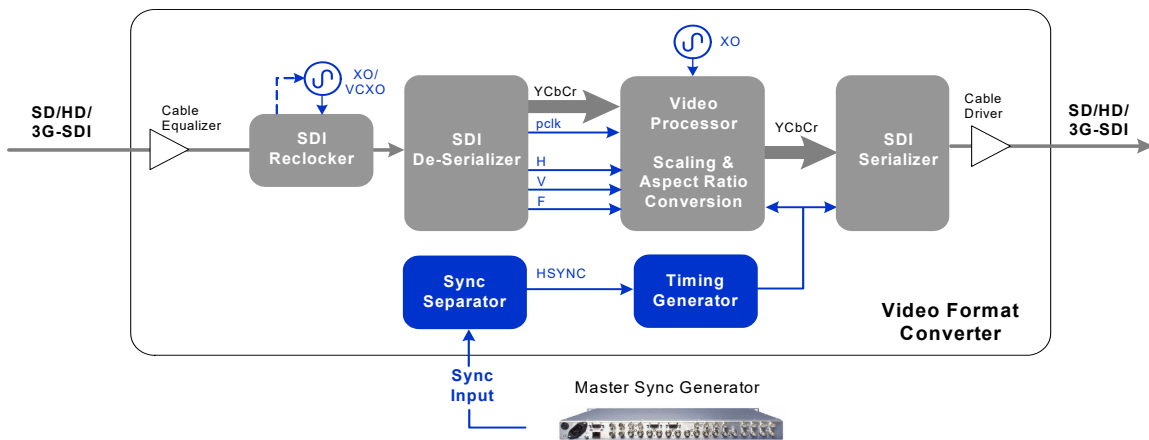 SD/HD/
3G-SDI
Cable
Equalizer
XO/
VCXO
SDI
Reclocker
SDI
De-Serializer
YCbCr
pclk
H
V
F
XO
Video
Processor
Scaling &
Aspect Ratio
Conversion
YCbCr
SDI
Serializer
Cable
Driver
SD/HD/
3G-SDI
Sync
Separator
HSYNC
Timing
Generator
Video Format
Converter
Sync
Input
Master Sync Generator